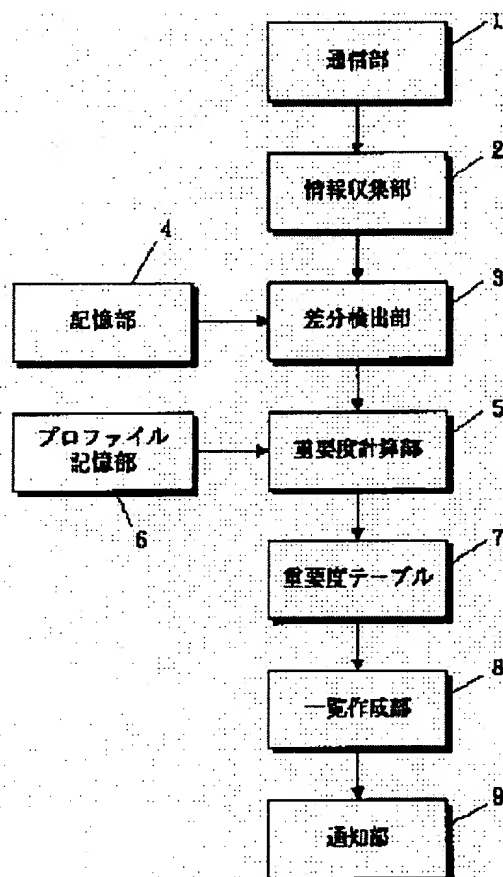 1
通信部
2
情報収集部
4
3
記憶部
差分検出部
5
プロファイル
記憶部
重要度計算部
6
7
重要度テーブル
8
一覧作成部
9
通知部